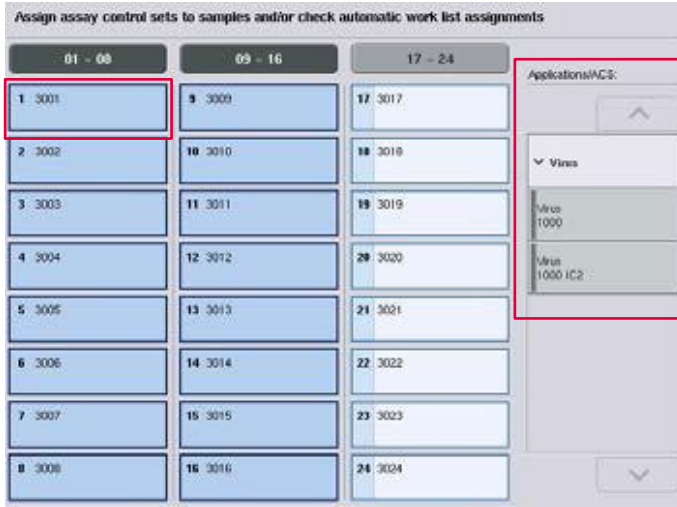 Assign assay control sets to samples and/or check automatic work list assignments
01 - 08
09 - 16
17 - 24
Applications/ACS:
1 3001
9 3009
17 3017
2 3002
10 3010
18 3018
Virus
3 3003
11 3011
19 3019
Virus
1000
4 3004
12 3012
20 3020
Virus
1000 IC2
5 3005
13 3013
21 3021
6 3006
14 3014
22 3022
7 3007
15 3015
23 3023
8 3008
16 3016
24 3024